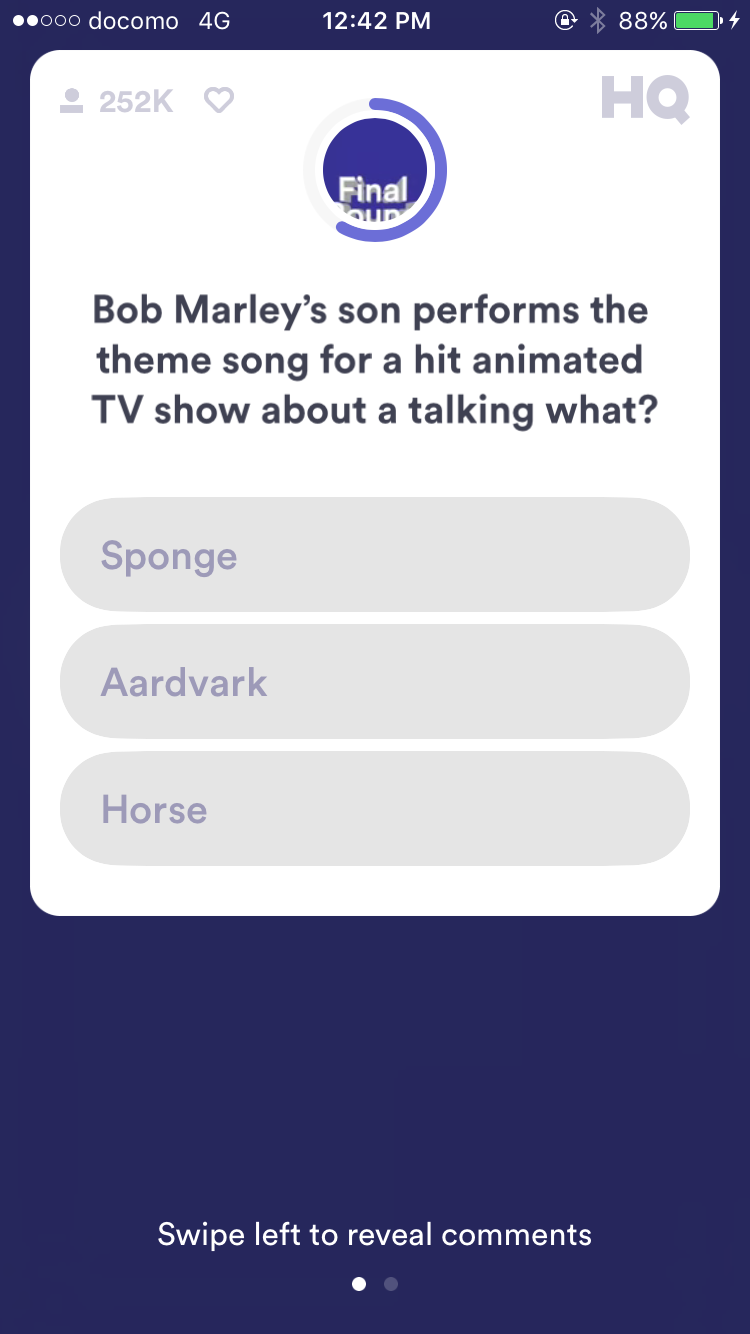 docomo 4G 12:42 PM 88%
252K
HQ
Final
Bob Marley’s son performs the
theme song for a hit animated
TV show about a talking what?
Sponge
Aardvark
Horse
Swipe left to reveal comments